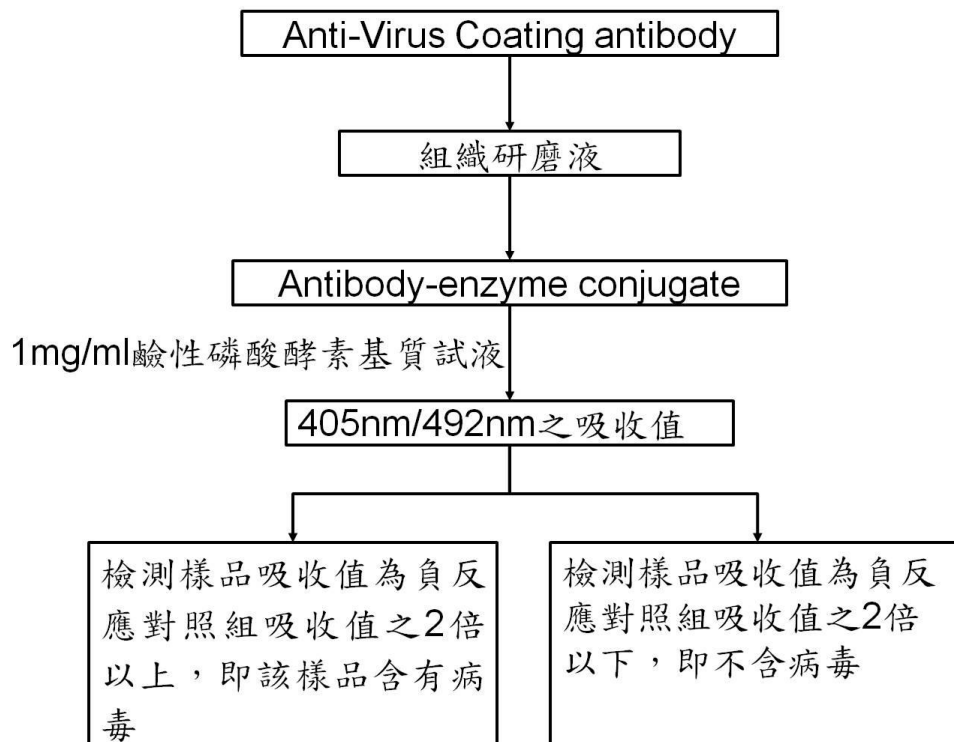 Anti-Virus Coating antibody
組織研磨液
Antibody-enzyme conjugate
1mg/ml鹼性磷酸酵素基質試液
405nm/492nm之吸收值
檢測樣品吸收值為負反
應對照組吸收值之2倍
以上，即該樣品含有病
毒
檢測樣品吸收值為負反
應對照組吸收值之2倍
以下，即不含病毒